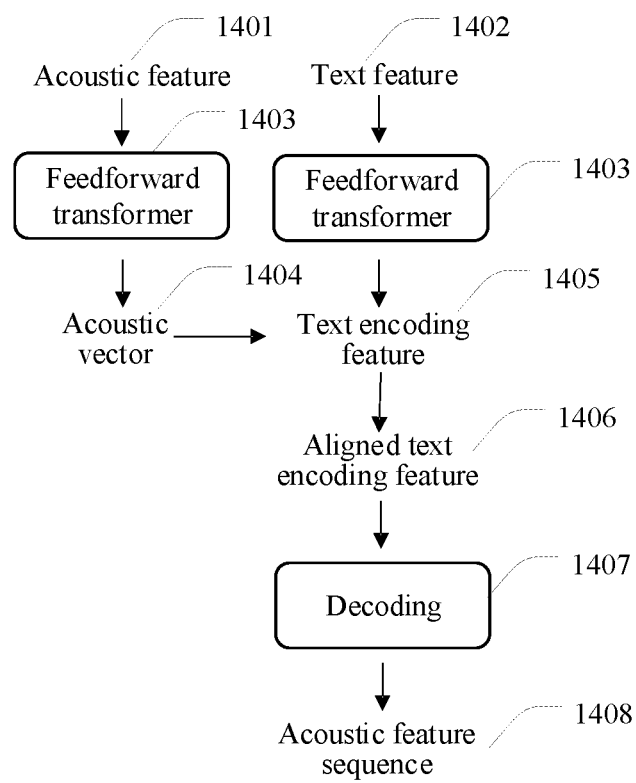 1401
1402
Acoustic feature
Text feature
1403
1403
Feedforward
transformer
Feedforward
transformer
1404
1405
Acoustic
vector
Text encoding
feature
1406
Aligned text
encoding feature
1407
Decoding
1408
Acoustic feature
sequence